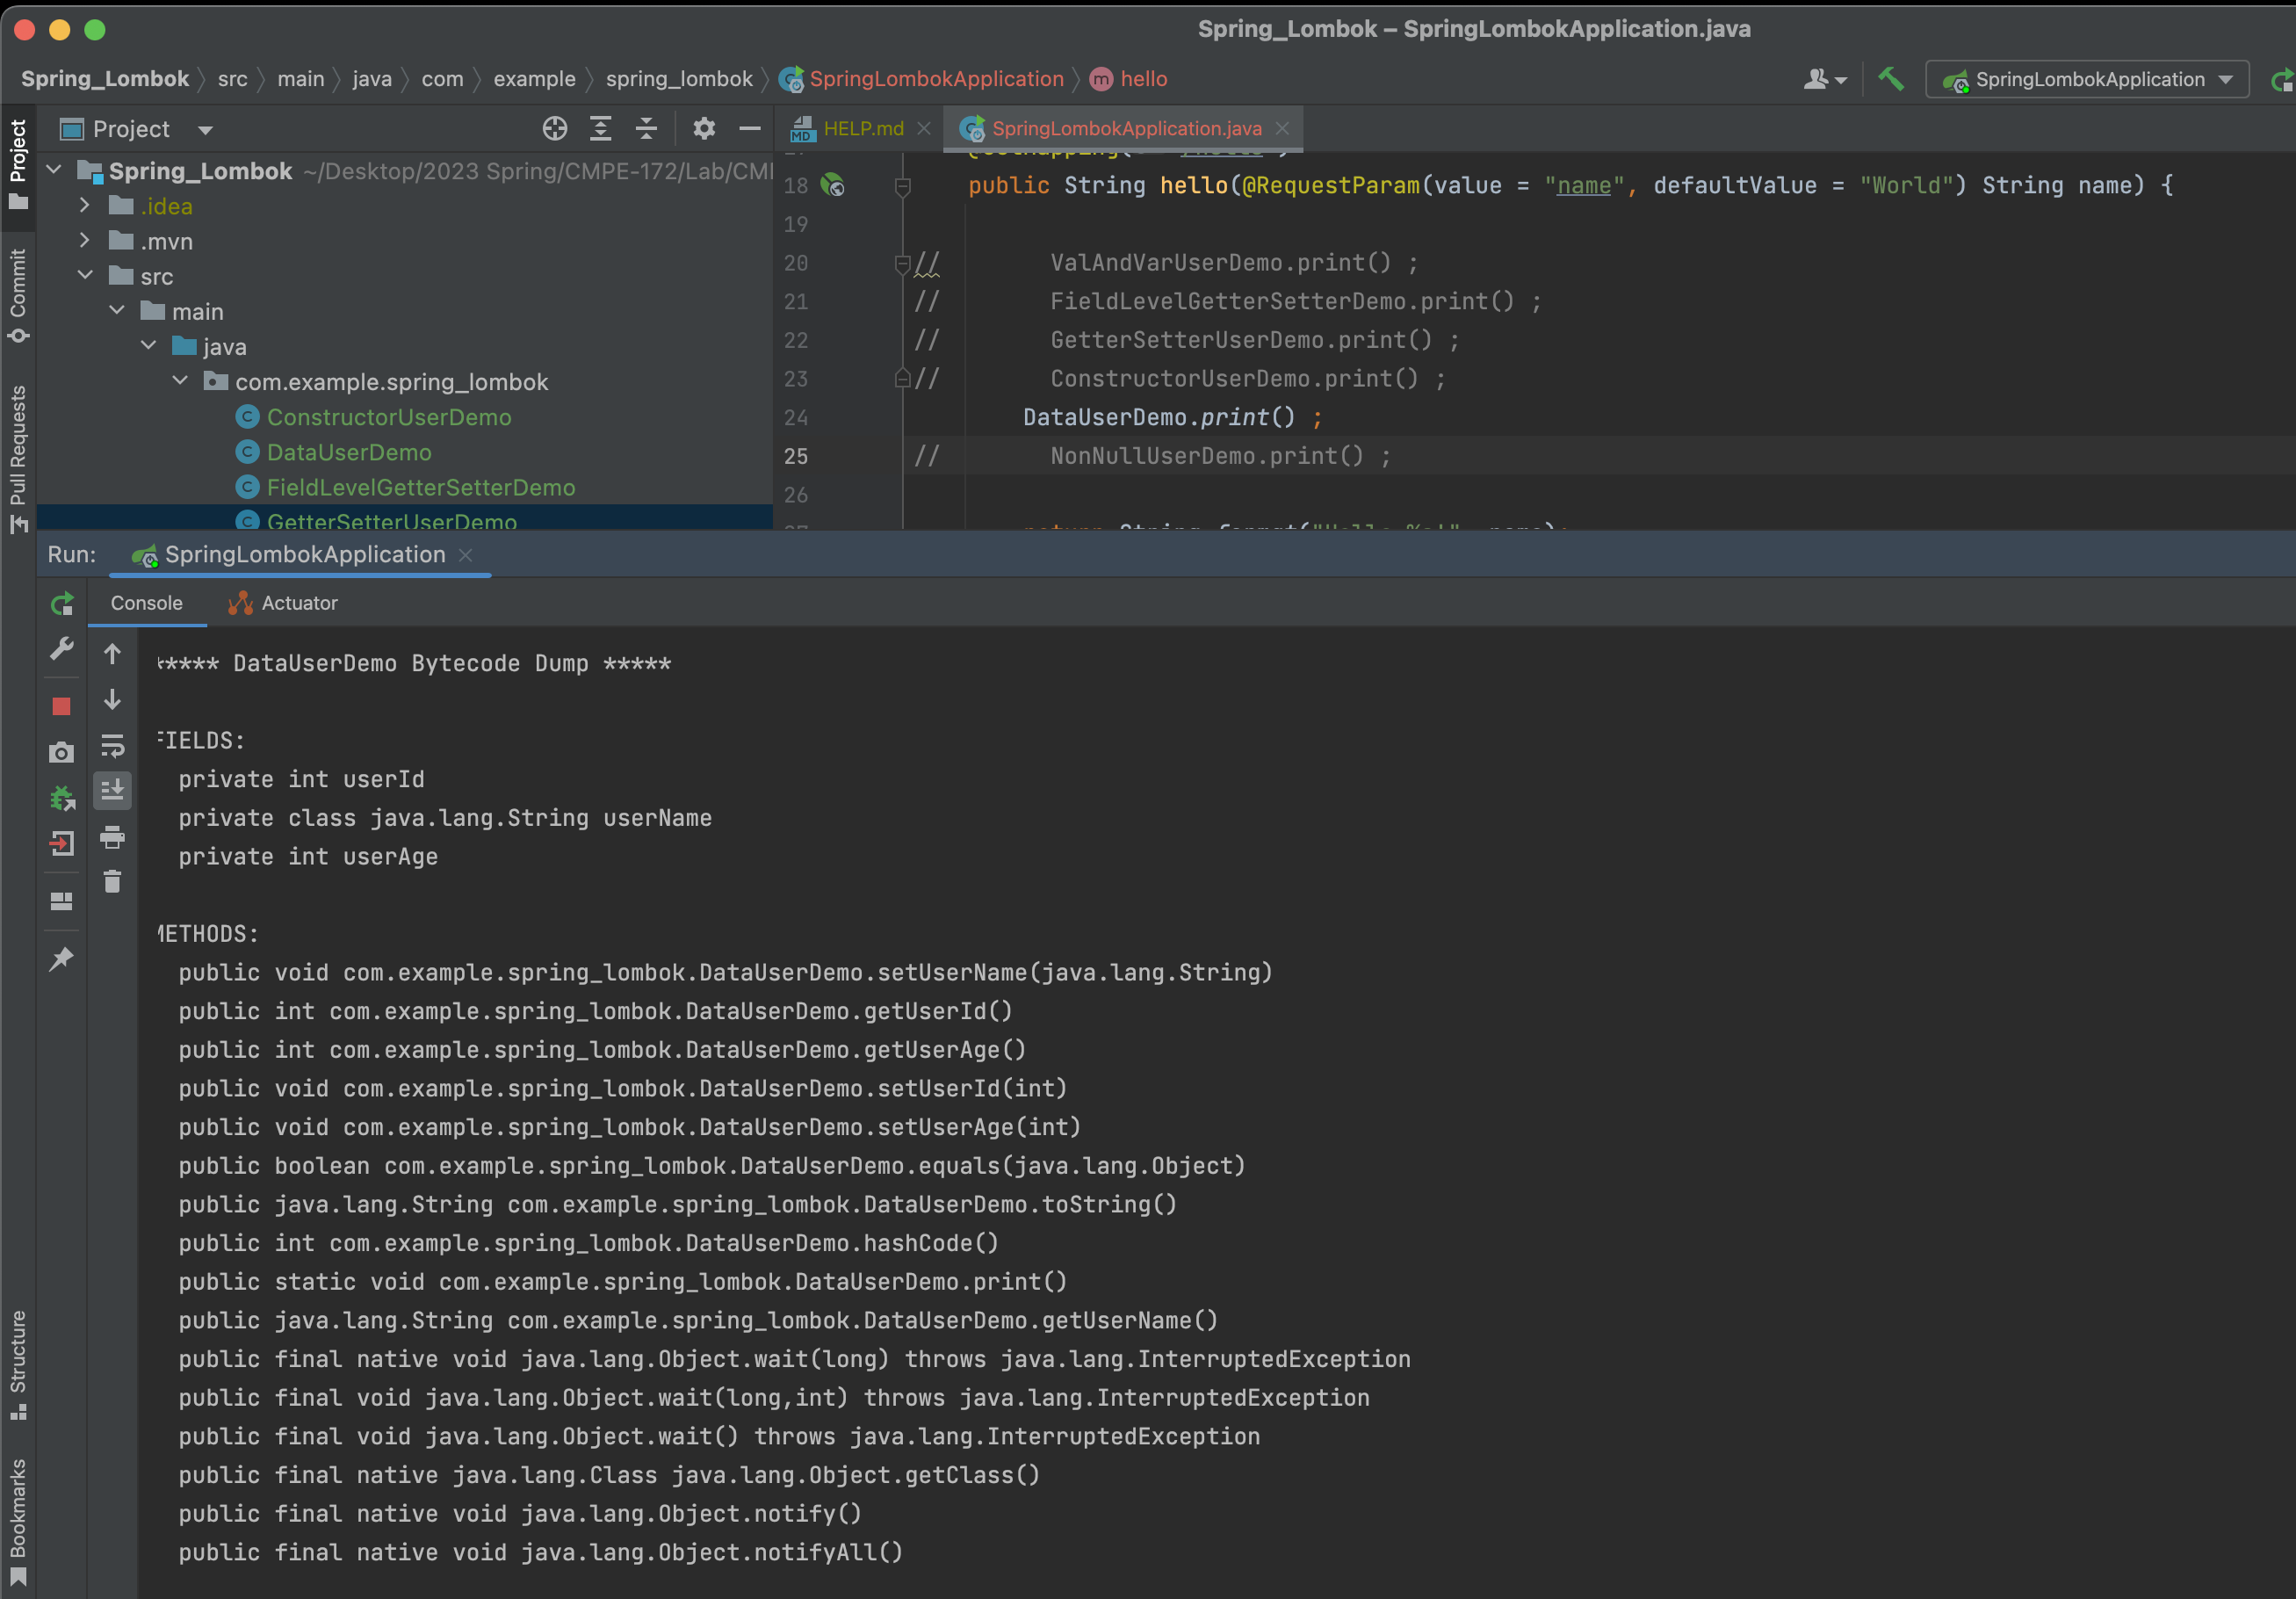 Spring_Lombok – SpringLombokApplication.java
Spring_Lombok src main java com example spring_lombok SpringLombokApplication m hello
SpringLombokApplication
Project
Commit
Pull Requests
Structure
Bookmarks
Project
Spring_Lombok ~/Desktop/2023 Spring/CMPE-172/Lab/CM
.idea
.mvn
src
main
java
com.example.spring_lombok
C ConstructorUserDemo
C DataUserDemo
C FieldLevelGetterSetterDemo
C GetterSetterUserDemo
MD HELP.md
SpringLombokApplication.java
18 public String hello(@RequestParam(value = "name", defaultValue = "World") String name) {
19
20 // ValAndVarUserDemo.print() ;
21 // FieldLevelGetterSetterDemo.print() ;
22 // GetterSetterUserDemo.print() ;
23 // ConstructorUserDemo.print() ;
24 DataUserDemo.print() ;
25 // NonNullUserDemo.print() ;
26
Run: SpringLombokApplication
Console Actuator
***** DataUserDemo Bytecode Dump *****
FIELDS:
private int userId
private class java.lang.String userName
private int userAge
METHODS:
public void com.example.spring_lombok.DataUserDemo.setUserName(java.lang.String)
public int com.example.spring_lombok.DataUserDemo.getUserId()
public int com.example.spring_lombok.DataUserDemo.getUserAge()
public void com.example.spring_lombok.DataUserDemo.setUserId(int)
public void com.example.spring_lombok.DataUserDemo.setUserAge(int)
public boolean com.example.spring_lombok.DataUserDemo.equals(java.lang.Object)
public java.lang.String com.example.spring_lombok.DataUserDemo.toString()
public int com.example.spring_lombok.DataUserDemo.hashCode()
public static void com.example.spring_lombok.DataUserDemo.print()
public java.lang.String com.example.spring_lombok.DataUserDemo.getUserName()
public final native void java.lang.Object.wait(long) throws java.lang.InterruptedException
public final void java.lang.Object.wait(long,int) throws java.lang.InterruptedException
public final void java.lang.Object.wait() throws java.lang.InterruptedException
public final native java.lang.Class java.lang.Object.getClass()
public final native void java.lang.Object.notify()
public final native void java.lang.Object.notifyAll()